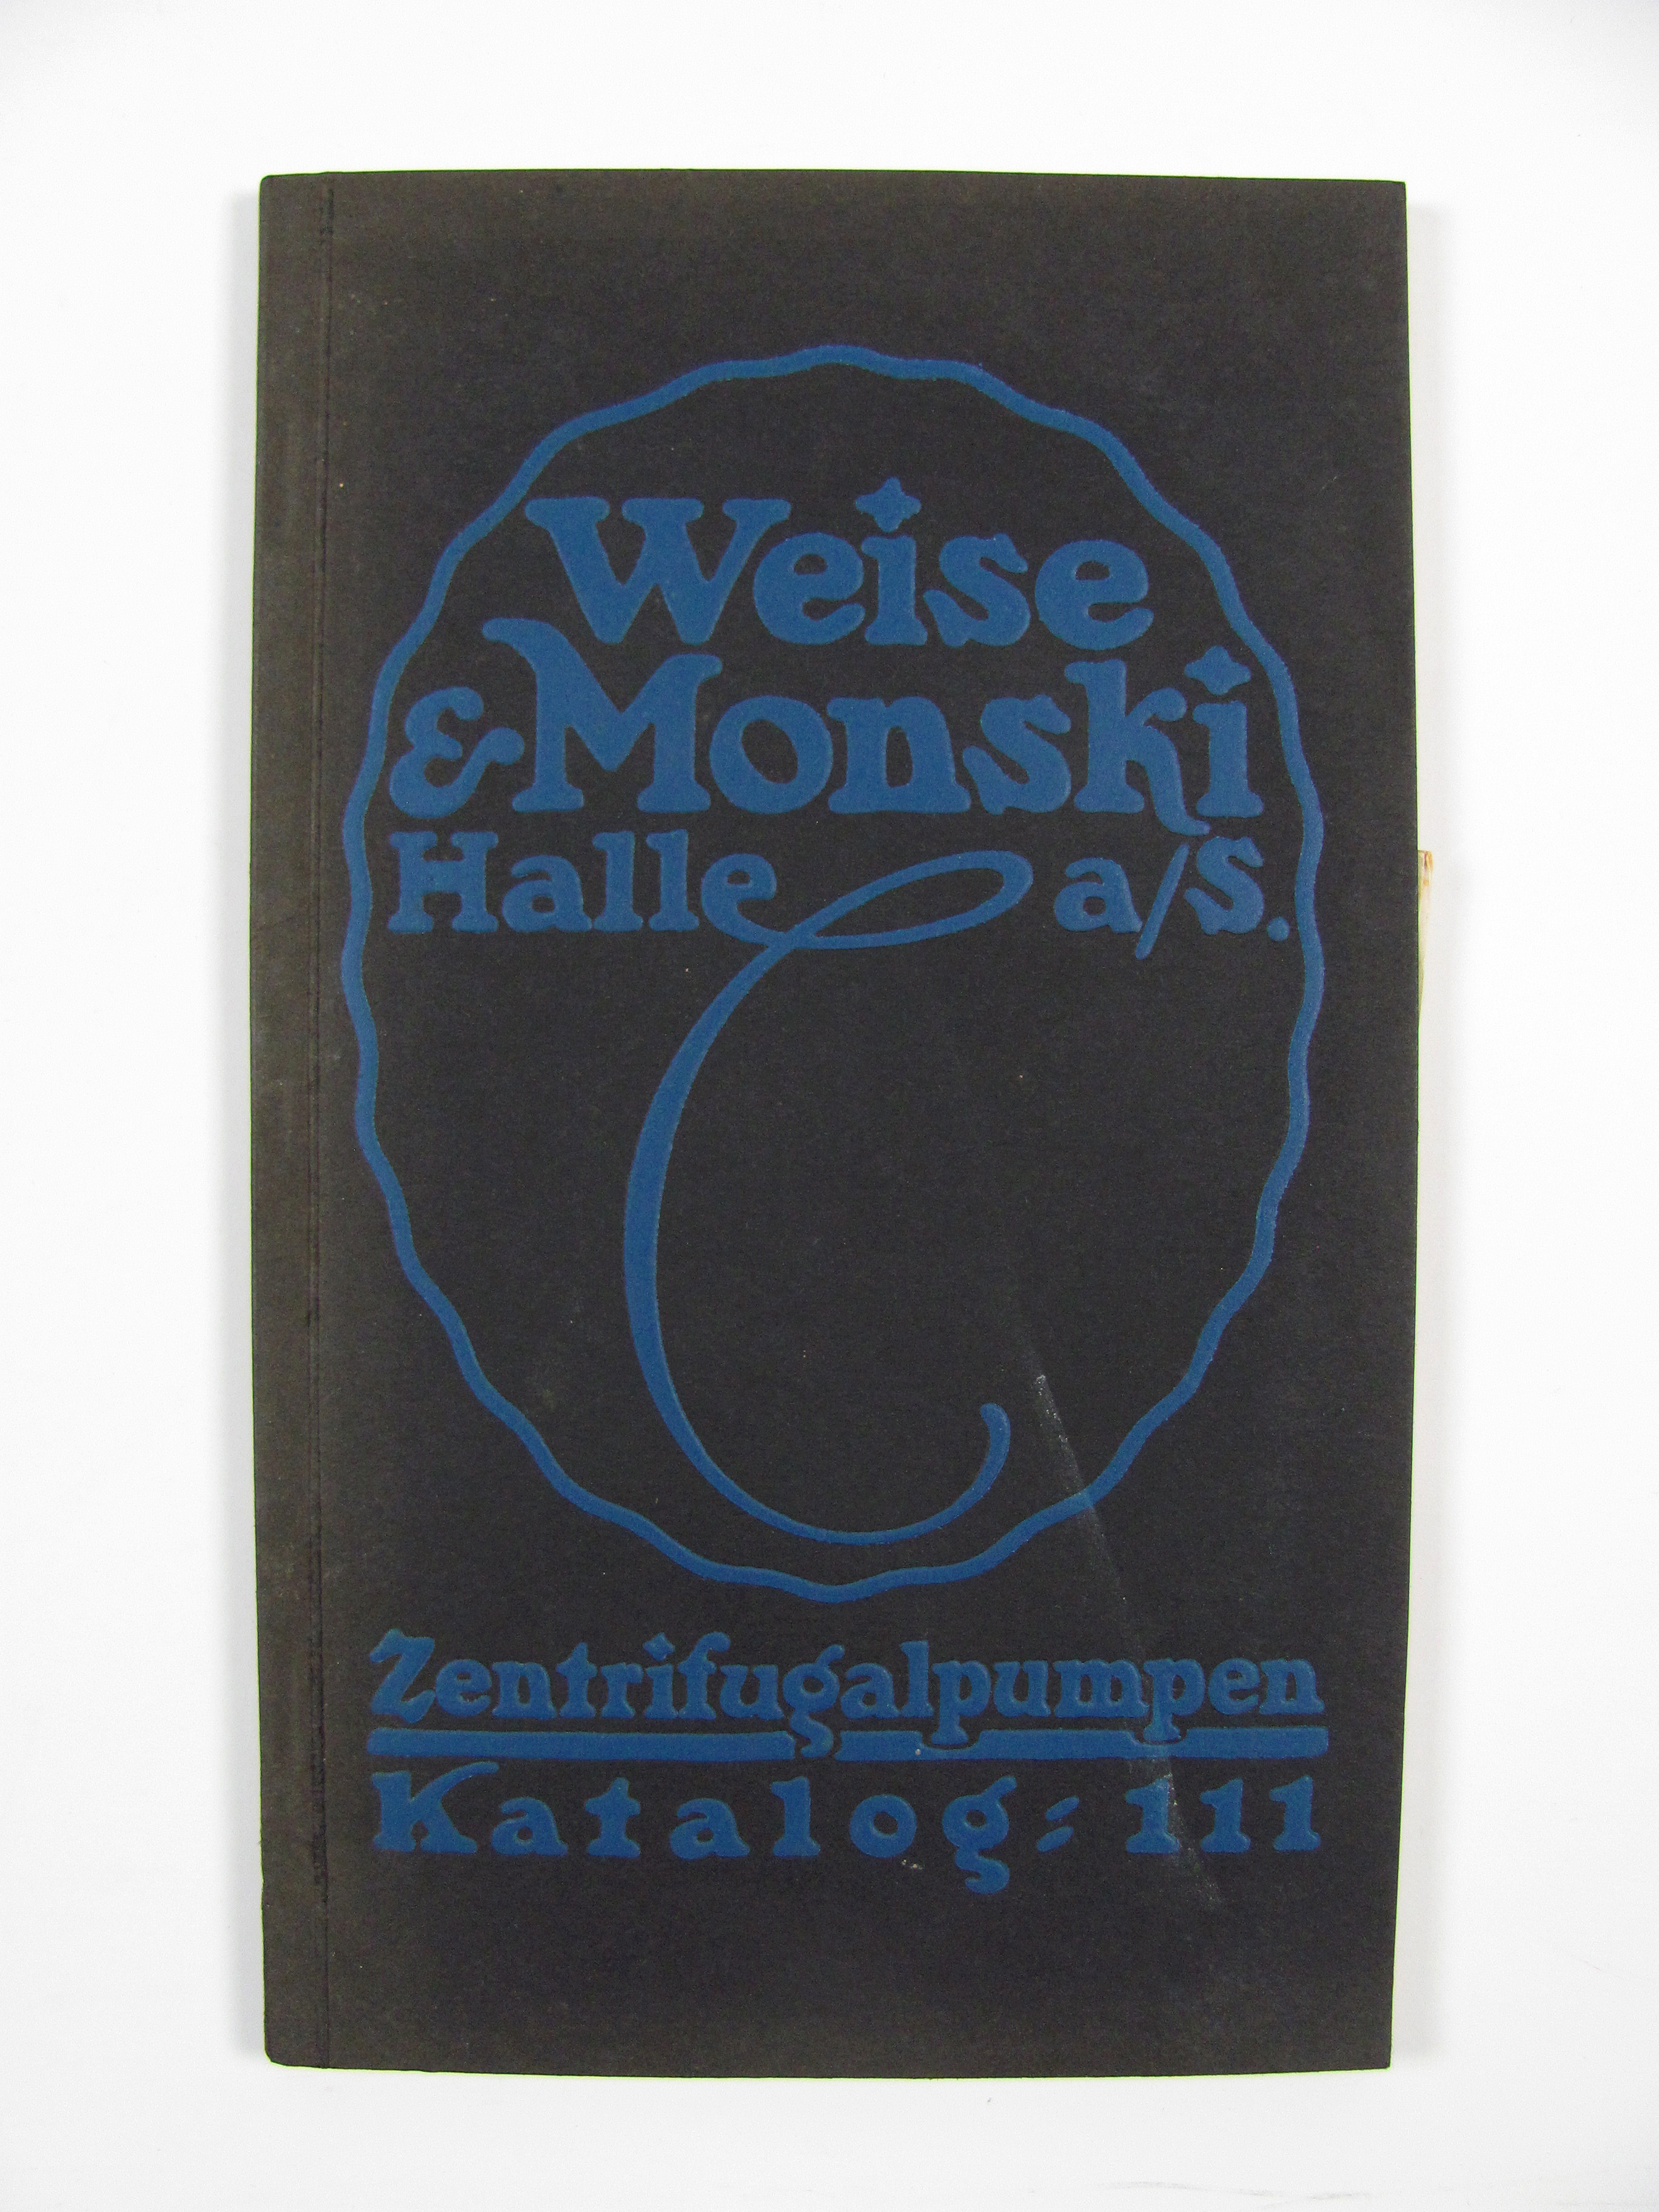 Weise
& Monski
Halle a/S.
Zentrifugalpumpen
Katalog: 111